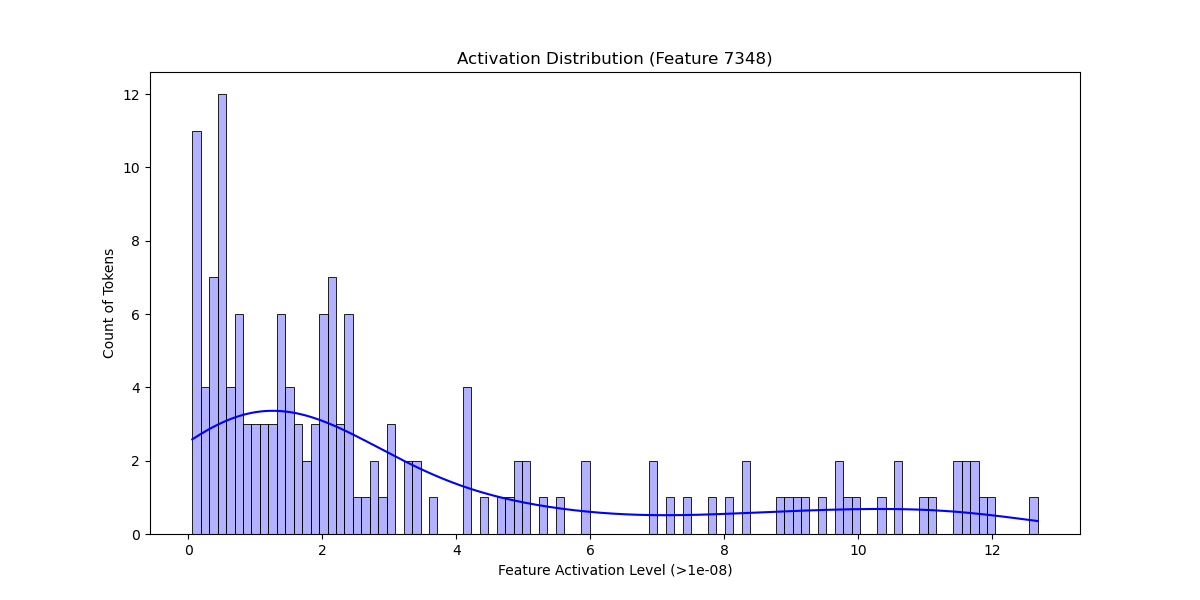 Activation Distribution (Feature 7348)
12
10
8
6
4
2
0
Count of Tokens
0 2 4 6 8 10 12
Feature Activation Level (>1e-08)